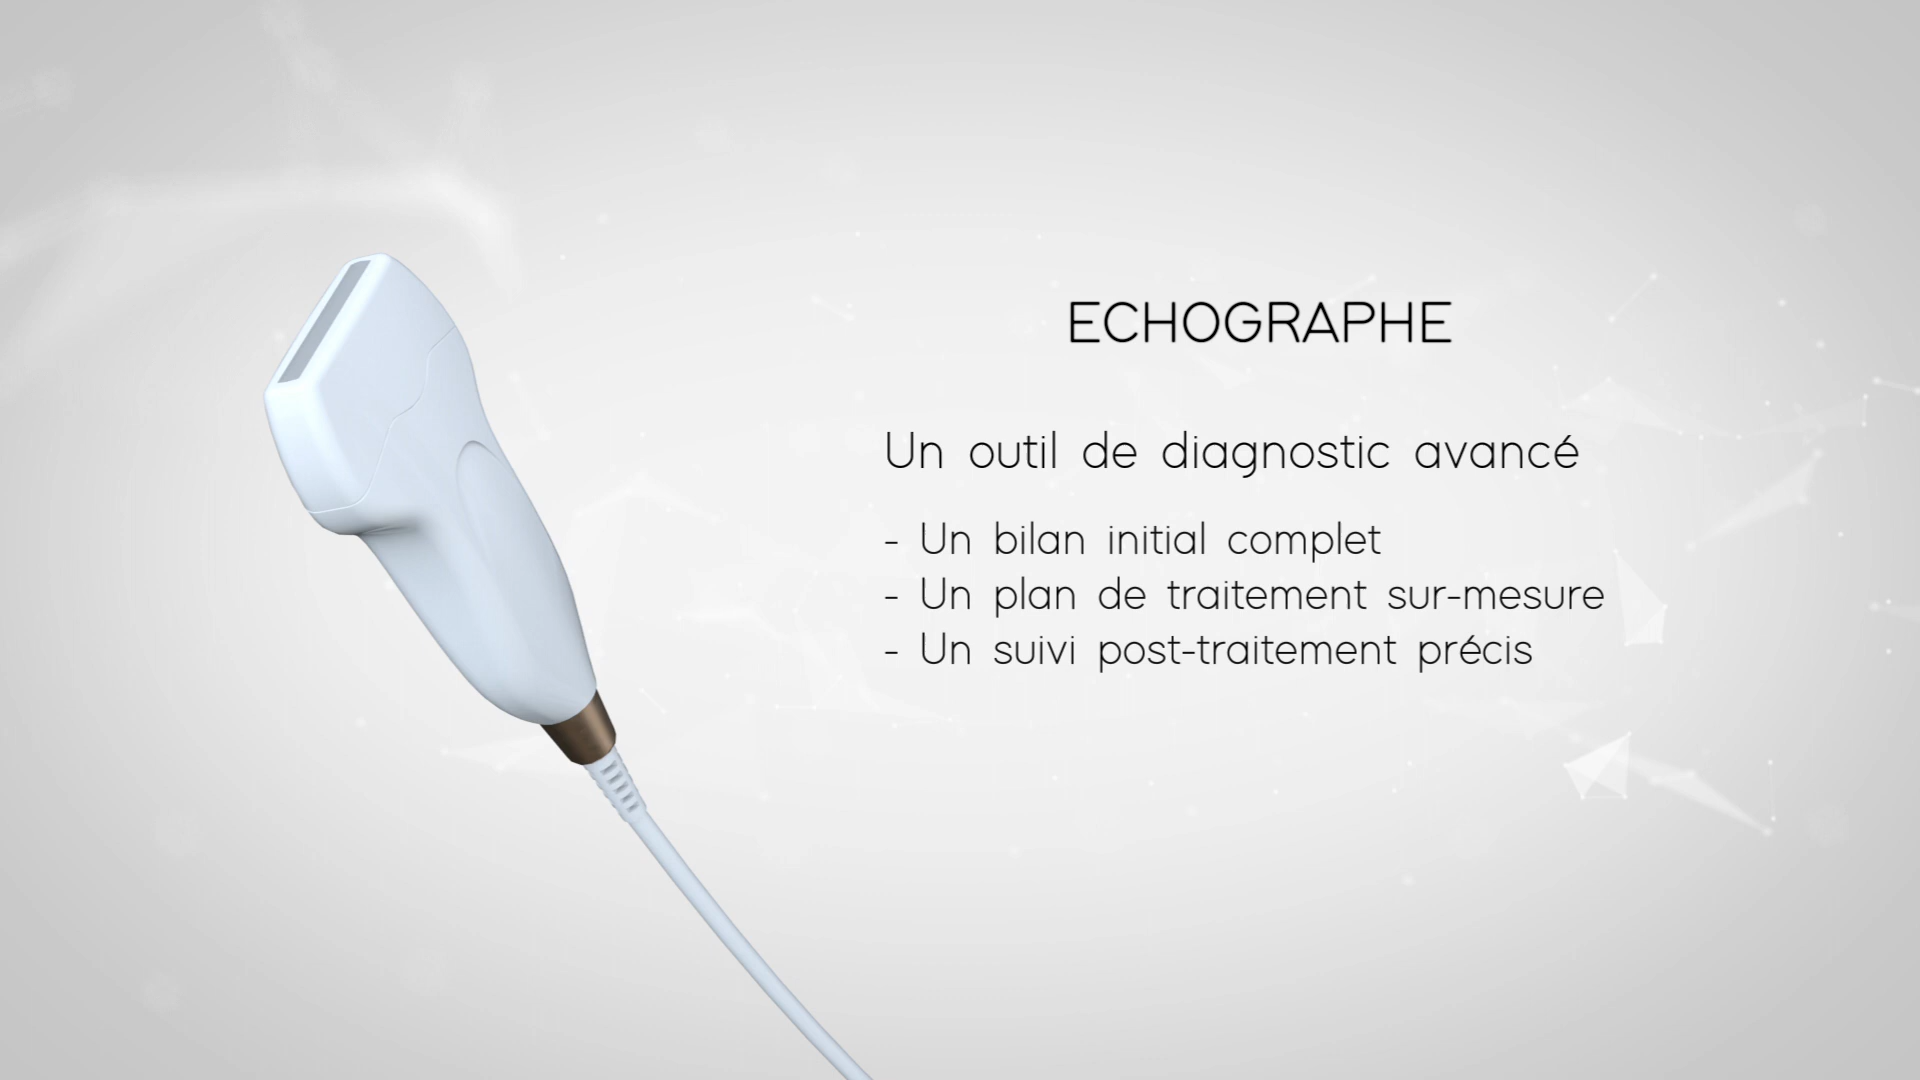 ECHOGRAPHE
Un outil de diagnostic avancé
- Un bilan initial complet
- Un plan de traitement sur-mesure
- Un suivi post-traitement précis